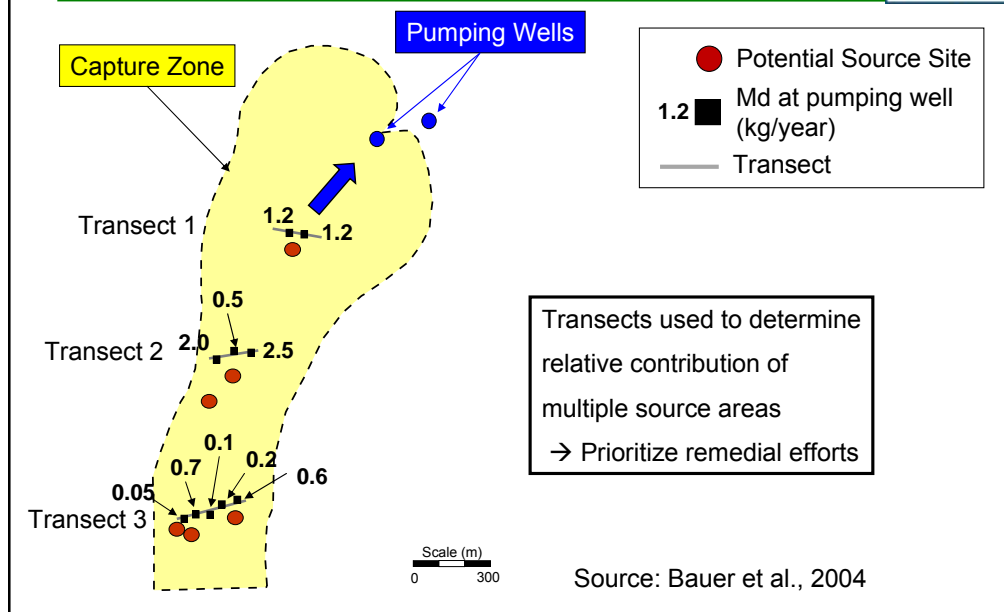 Pumping Wells
Capture Zone
Potential Source Site
1.2 Md at pumping well
(kg/year)
Transect
Transect 1
1.2
1.2
0.5
Transect 2
2.0
2.5
Transects used to determine
relative contribution of
multiple source areas
→ Prioritize remedial efforts
0.1
0.7
0.2
0.05
0.6
Transect 3
Scale (m)
0 300
Source: Bauer et al., 2004